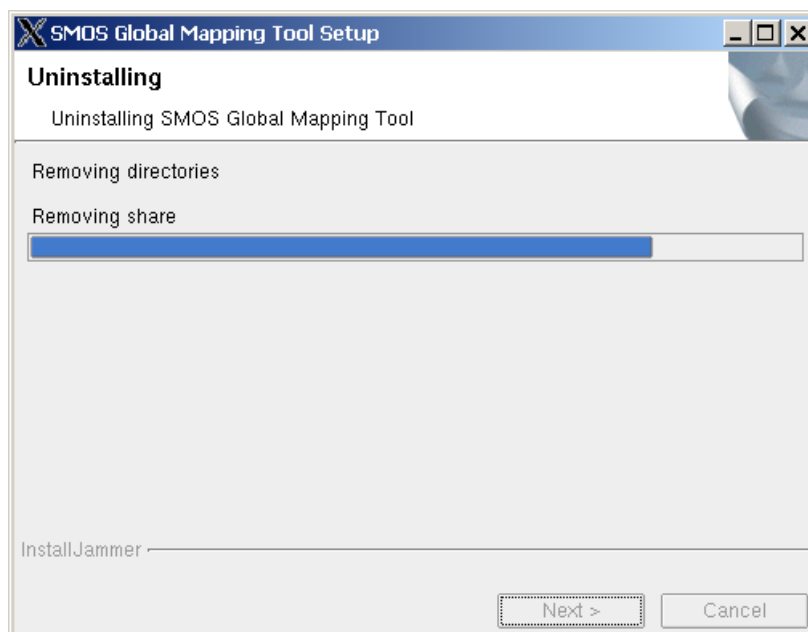 SMOS Global Mapping Tool Setup
Uninstalling
Uninstalling SMOS Global Mapping Tool
Removing directories
Removing share
InstallJammer
Next >
Cancel